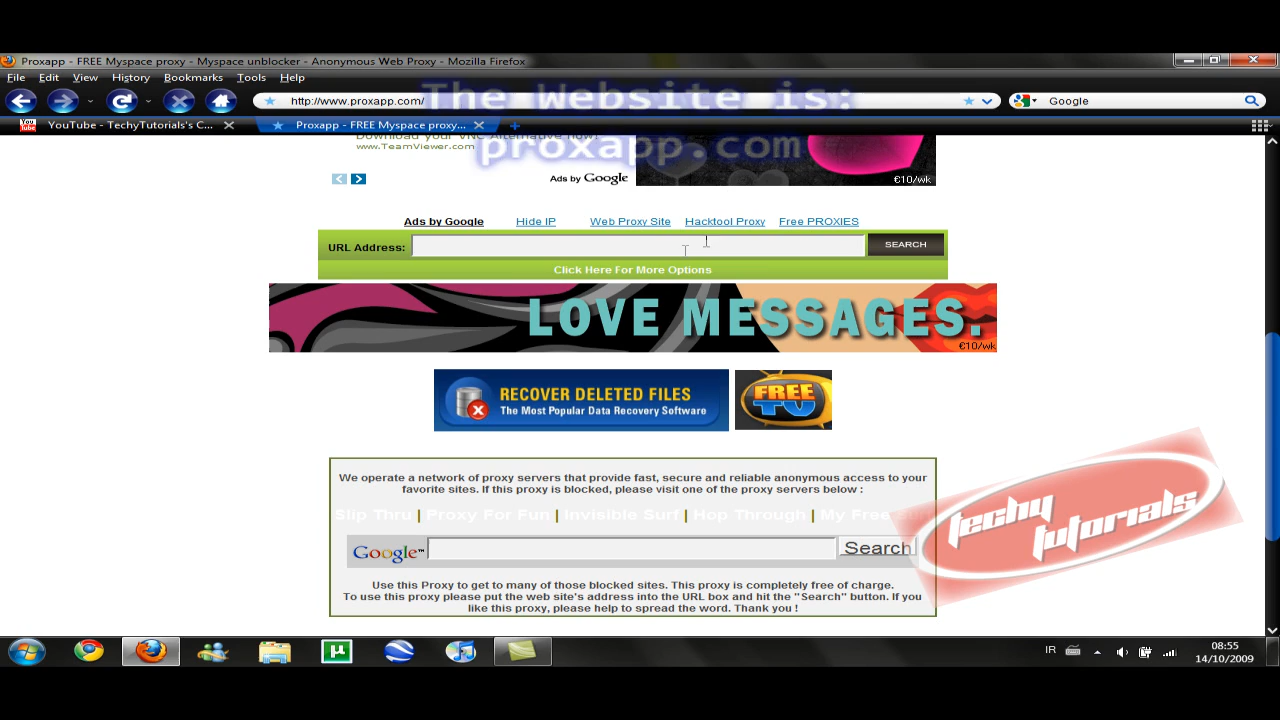 Proxapp - FREE Myspace proxy - Myspace unblocker - Anonymous Web Proxy - Mozilla Firefox
File Edit View History Bookmarks Tools Help
The Website is:
http://www.proxapp.com/
Google
YouTube - TechyTutorials's C...
Proxapp - FREE Myspace proxy...
Download your VNC Alternative now!
www.TeamViewer.com
proxapp.com
Ads by Google
€10/wk
Ads by Google Hide IP Web Proxy Site Hacktool Proxy Free PROXIES
URL Address: SEARCH
Click Here For More Options
LOVE MESSAGES.
€10/wk
RECOVER DELETED FILES
The Most Popular Data Recovery Software
FREE
TV
We operate a network of proxy servers that provide fast, secure and reliable anonymous access to your
favorite sites. If this proxy is blocked, please visit one of the proxy servers below :
Slip Thru | Proxy For Fun | Invisible Surf | Hop Through | My Free
Google™ Search
techy
tutorials
Use this Proxy to get to many of those blocked sites. This proxy is completely free of charge.
To use this proxy please put the web site's address into the URL box and hit the "Search" button. If you
like this proxy, please help to spread the word. Thank you !
IR
08:55
14/10/2009